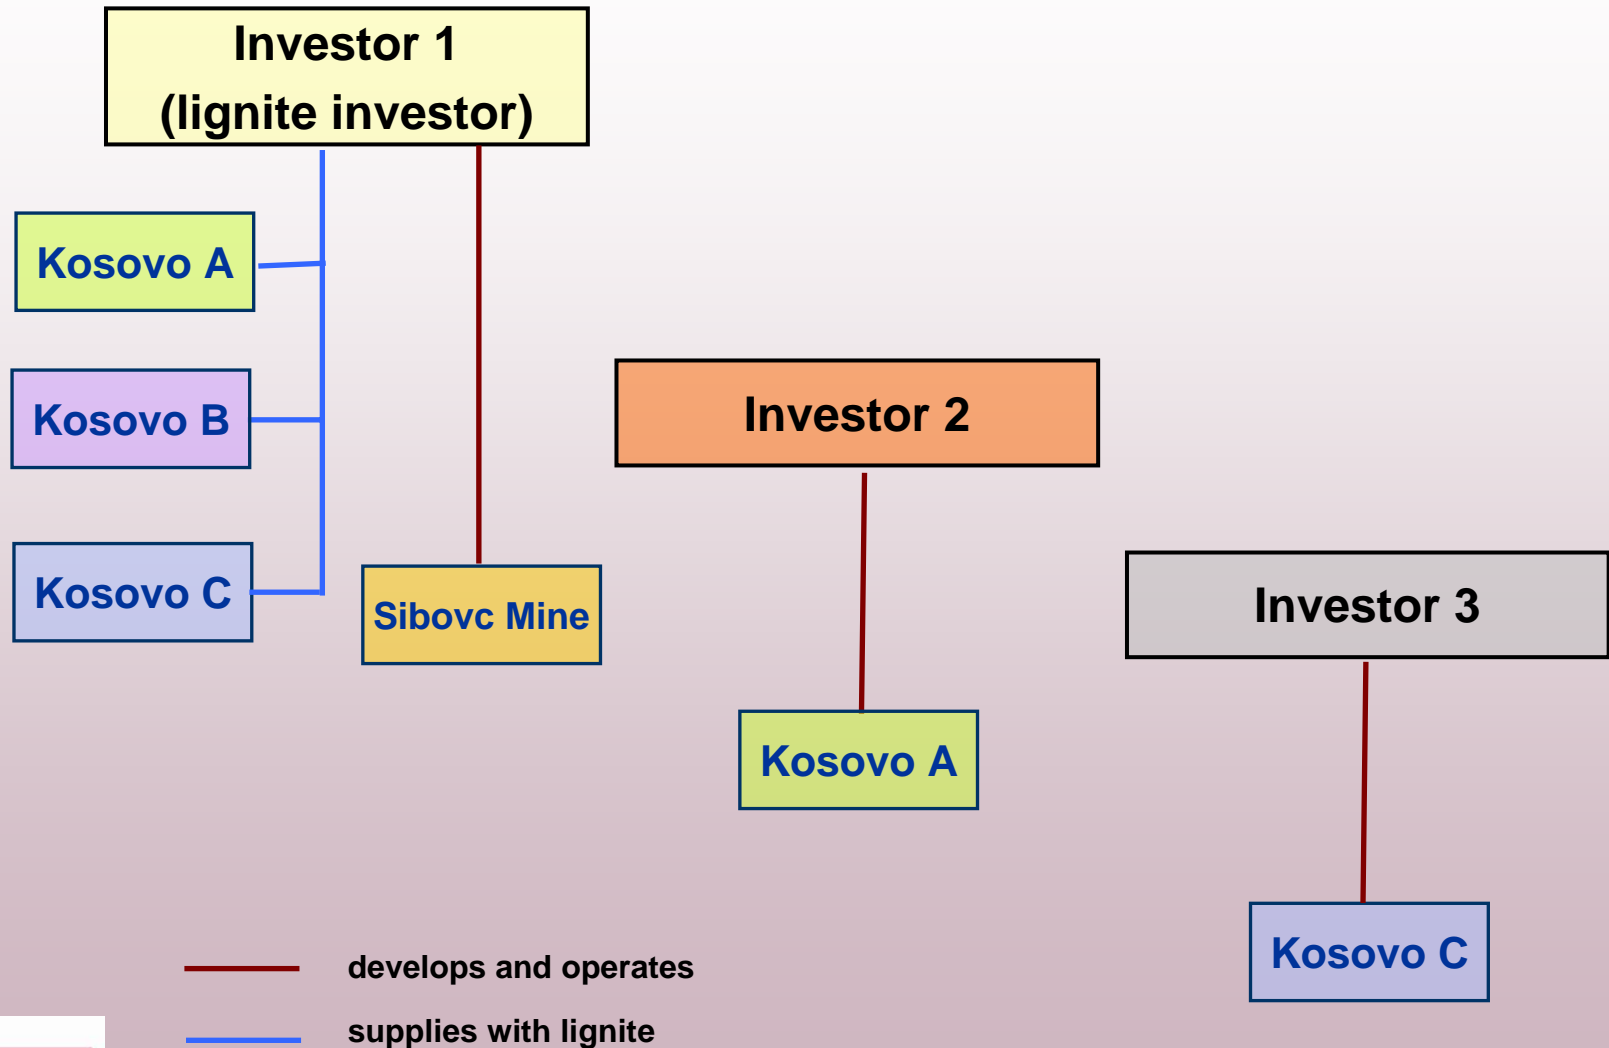 Investor 1
(lignite investor)
Kosovo A
Kosovo B
Kosovo C
Sibovc Mine
Investor 2
Kosovo A
Investor 3
Kosovo C
develops and operates
supplies with lignite